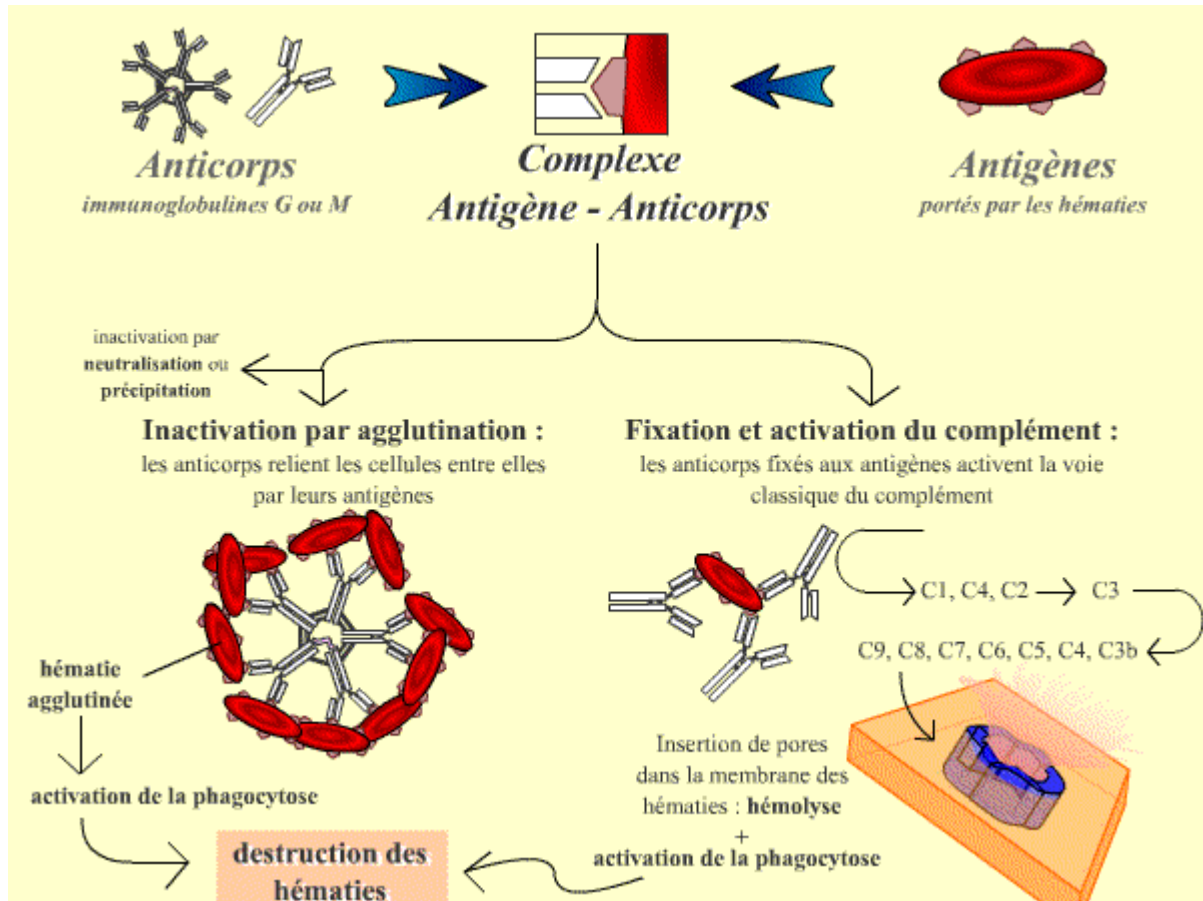 Anticorps
immunoglobulines G ou M
Complexe
Antigène - Anticorps
Antigènes
portés par les hématies
inactivation par
neutralisation ou
précipitation
Inactivation par agglutination :
les anticorps relient les cellules entre elles
par leurs antigènes
Fixation et activation du complément :
les anticorps fixés aux antigènes activent la voie
classique du complément
C1, C4, C2
C3
C9, C8, C7, C6, C5, C4, C3b
hématie
agglutinée
activation de la phagocytose
Insertion de pores
dans la membrane des
hématies : hémolyse
+
activation de la phagocytose
destruction des
hématies